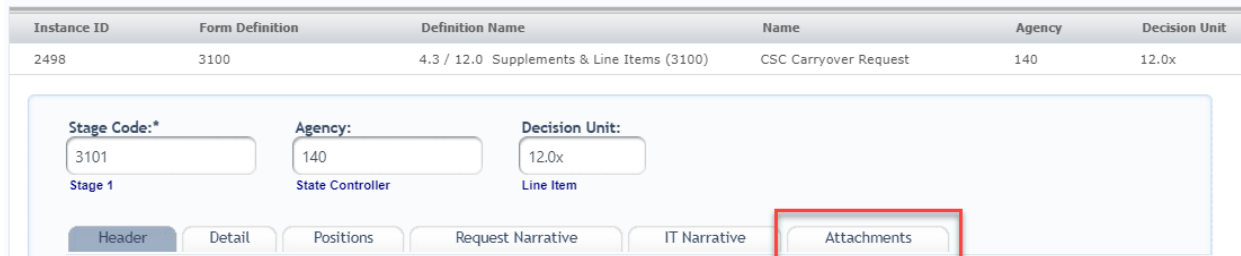 Instance ID Form Definition Definition Name Name Agency Decision Unit
2498 3100 4.3 / 12.0 Supplements & Line Items (3100) CSC Carryover Request 140 12.0x
Stage Code:* Agency: Decision Unit:
3101 140 12.0x
Stage 1 State Controller Line Item
Header Detail Positions Request Narrative IT Narrative Attachments